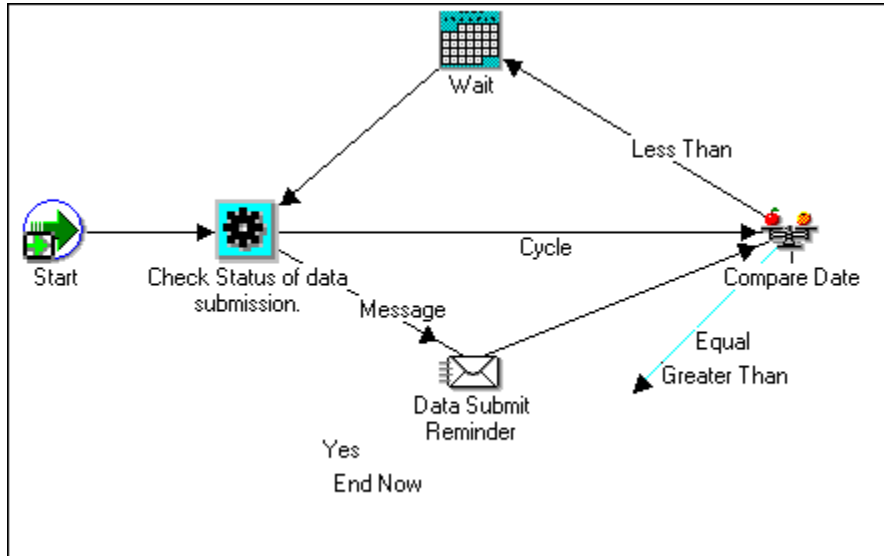 Wait
Less Than
Start
Check Status of data
submission.
Cycle
Compare Date
Message
Equal
Greater Than
Data Submit
Reminder
Yes
End Now